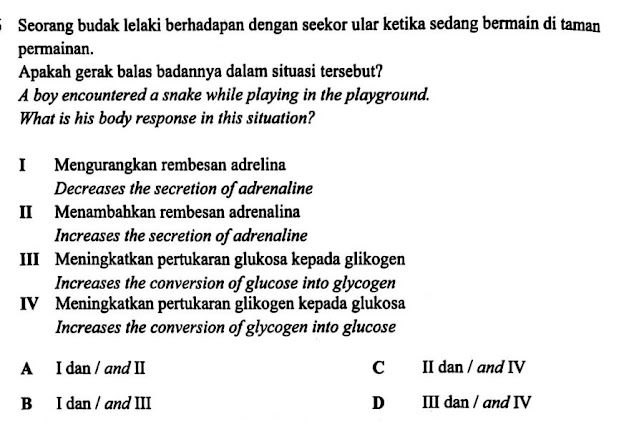 Seorang budak lelaki berhadapan dengan seekor ular ketika sedang bermain di taman
permainan.
Apakah gerak balas badannya dalam situasi tersebut?
A boy encountered a snake while playing in the playground.
What is his body response in this situation?
I Mengurangkan rembesan adrelina
Decreases the secretion of adrenaline
II Menambahkan rembesan adrenalina
Increases the secretion of adrenaline
III Meningkatkan pertukaran glukosa kepada glikogen
Increases the conversion of glucose into glycogen
IV Meningkatkan pertukaran glikogen kepada glukosa
Increases the conversion of glycogen into glucose
A I dan / and II C II dan / and IV
B I dan / and III D III dan / and IV